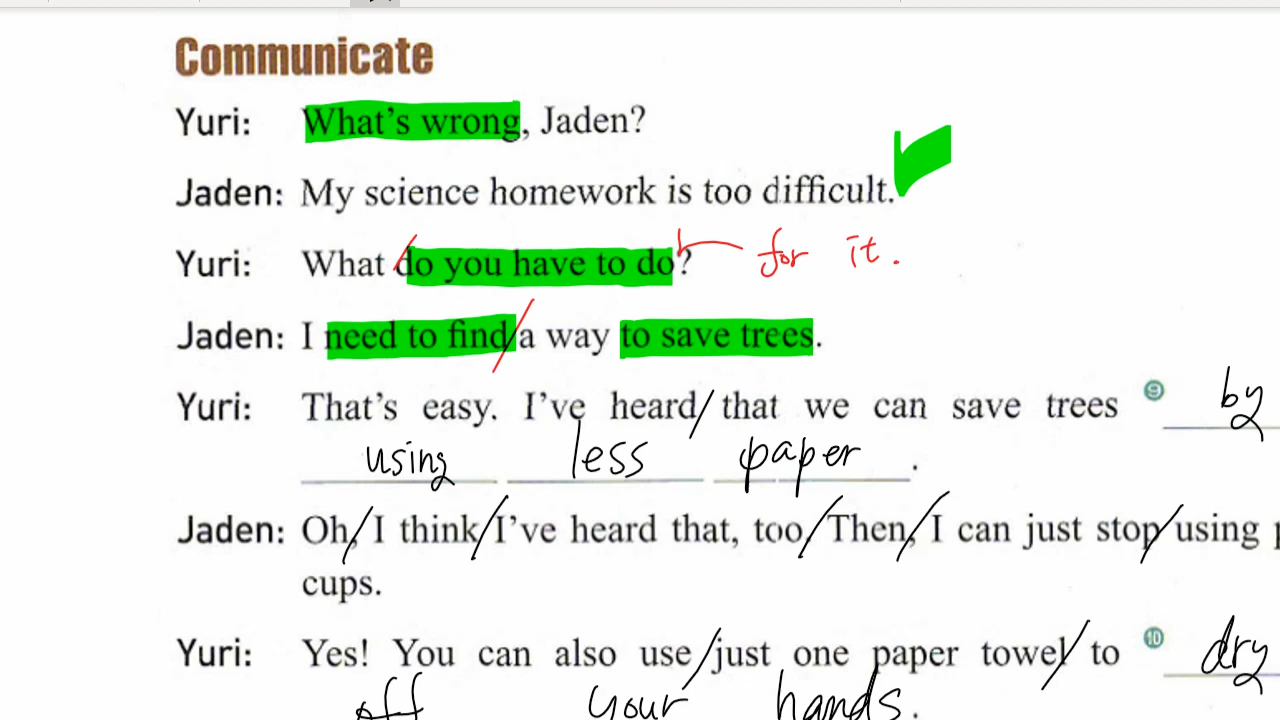 Communicate
Yuri: What's wrong, Jaden?
Jaden: My science homework is too difficult.
Yuri: What do you have to do? for it.
Jaden: I need to find/a way to save trees.
Yuri: That's easy. I've heard/that we can save trees ⑨ by
using less paper.
Jaden: Oh,/I think/I've heard that, too./Then,/I can just stop/using
cups.
Yuri: Yes! You can also use/just one paper towel/to ⑩ dry
off your hands.